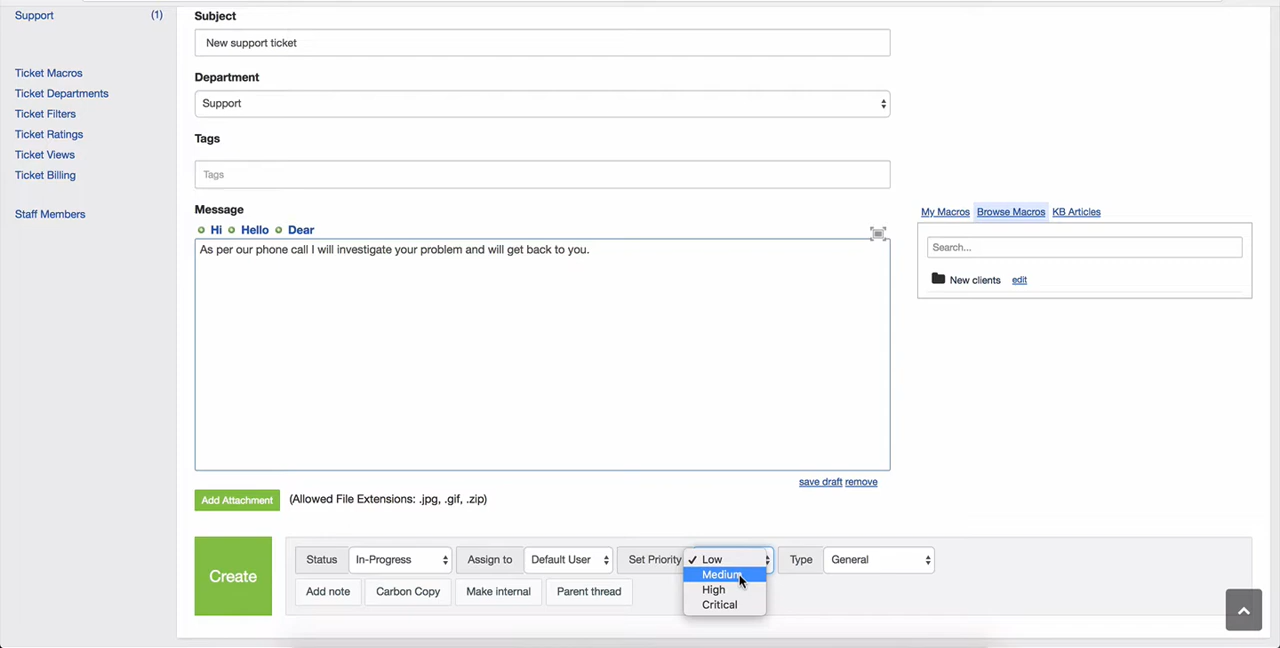 Support (1)
Ticket Macros
Ticket Departments
Ticket Filters
Ticket Ratings
Ticket Views
Ticket Billing
Staff Members
Subject
New support ticket
Department
Support
Tags
Tags
Message
Hi Hello Dear
As per our phone call I will investigate your problem and will get back to you.
save draft remove
Add Attachment (Allowed File Extensions: .jpg, .gif, .zip)
My Macros Browse Macros KB Articles
Search...
New clients edit
Create
Status In-Progress Assign to Default User Set Priority Low Type General
Medium
High
Critical
Add note Carbon Copy Make internal Parent thread